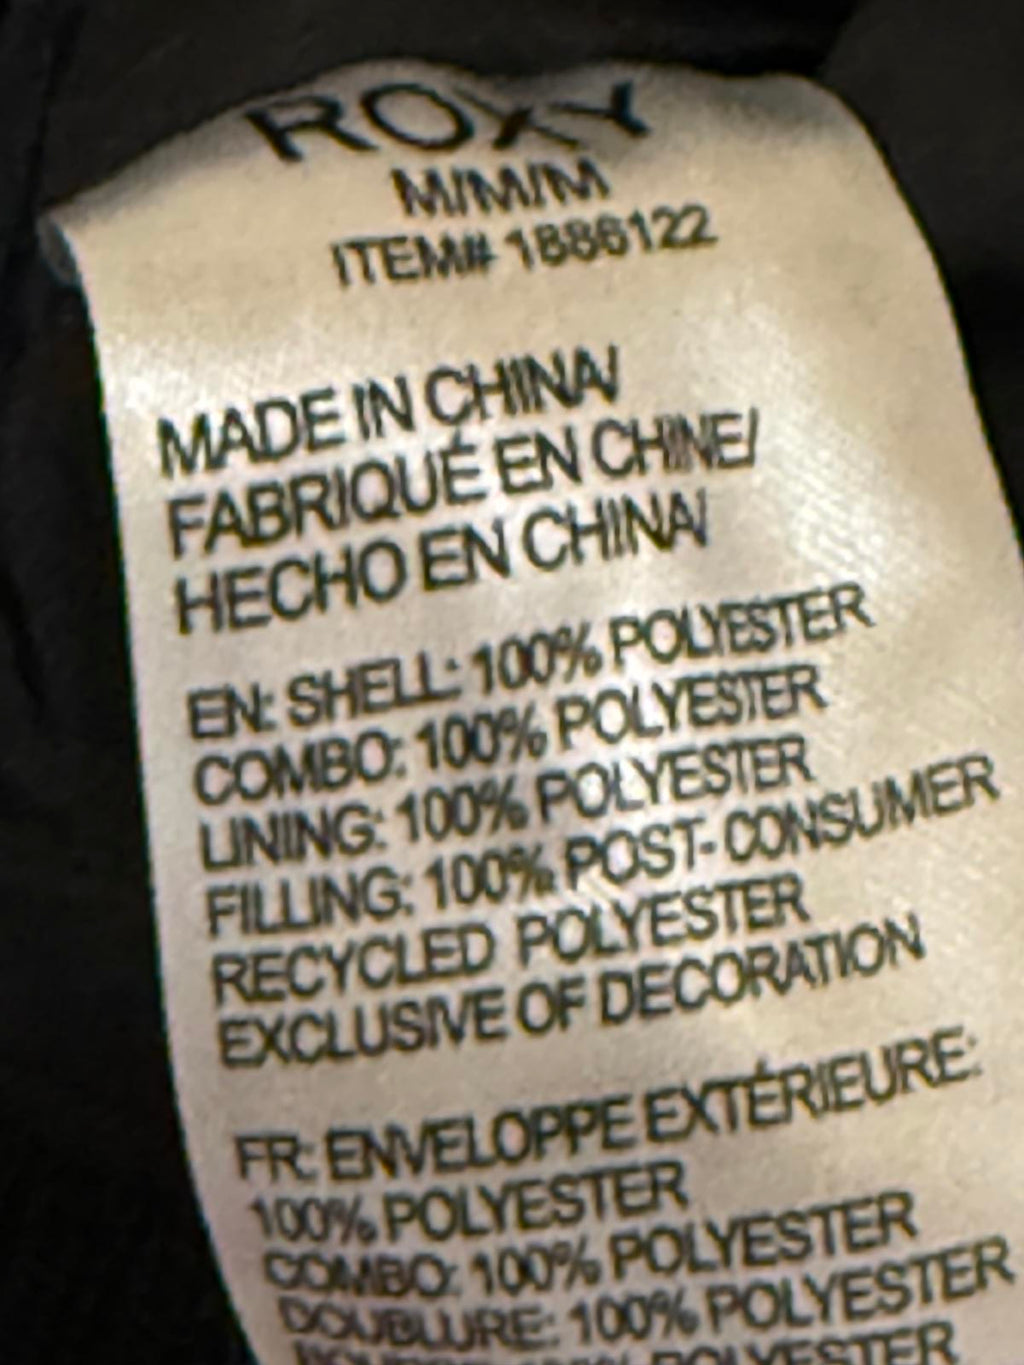 ROXY
M/M/M
ITEM# 1886122
MADE IN CHINA/
FABRIQUÉ EN CHINE/
HECHO EN CHINA/
EN: SHELL: 100% POLYESTER
COMBO: 100% POLYESTER
LINING: 100% POLYESTER
FILLING: 100% POST-CONSUMER
RECYCLED POLYESTER
EXCLUSIVE OF DECORATION
FR: ENVELOPPE EXTÉRIEURE:
100% POLYESTER
COMBO: 100% POLYESTER
DOUBLURE: 100% POLYESTER
100% POLYESTER